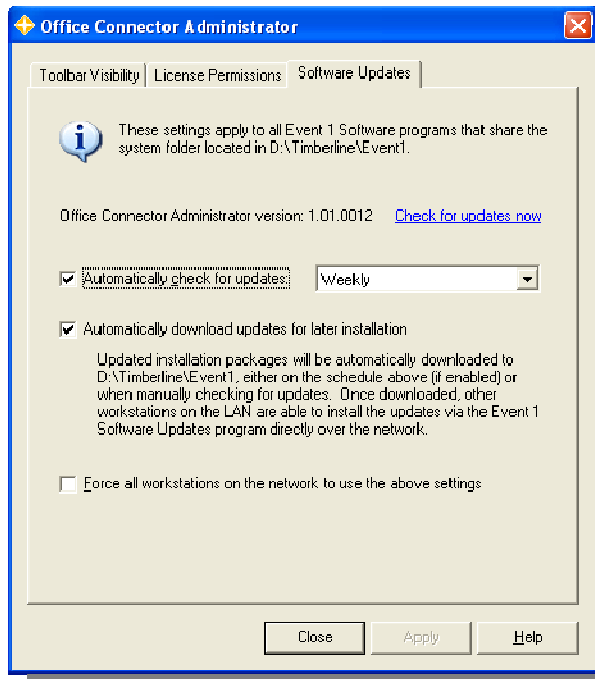 Office Connector Administrator
Toolbar Visibility License Permissions Software Updates
These settings apply to all Event 1 Software programs that share the
system folder located in D:\Timberline\Event1.
Office Connector Administrator version: 1.01.0012 Check for updates now
Automatically check for updates: Weekly
Automatically download updates for later installation
Updated installation packages will be automatically downloaded to
D:\Timberline\Event1, either on the schedule above (if enabled) or
when manually checking for updates. Once downloaded, other
workstations on the LAN are able to install the updates via the Event 1
Software Updates program directly over the network.
Force all workstations on the network to use the above settings
Close Apply Help